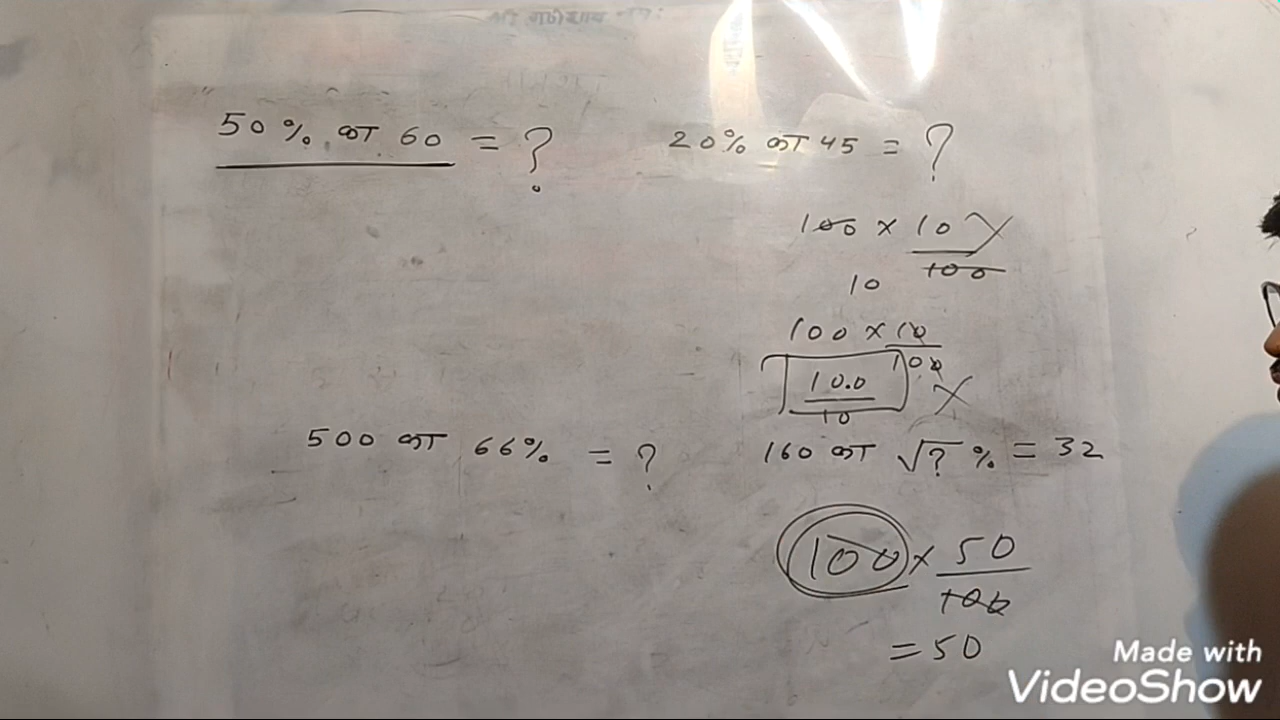 50% का 60 = ?
20% का 45 = ?
100 × 10
100
10
100 × 10
100
10.0
10
500 का 66% = ?
160 का √? % = 32
100 × 50
100
= 50
Made with
VideoShow